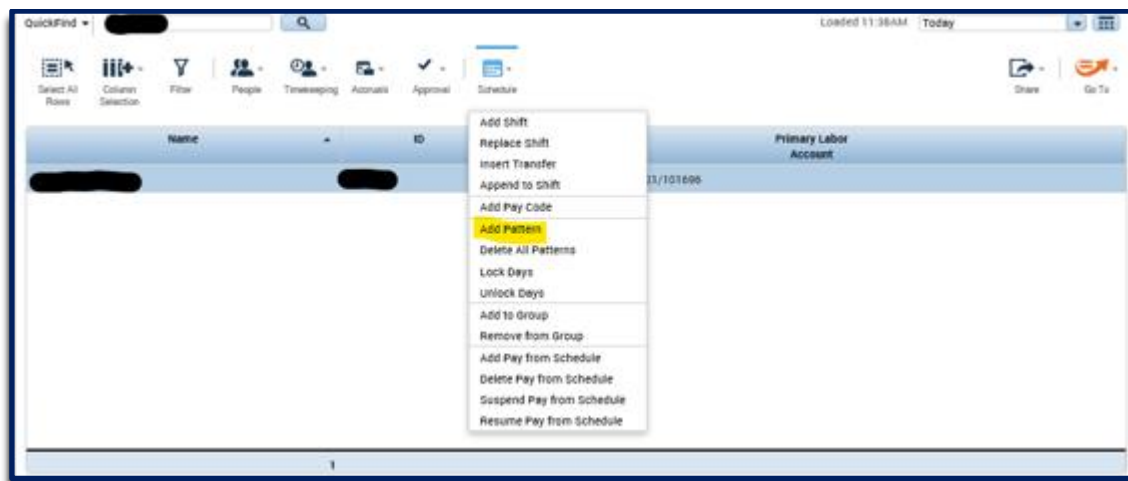 QuickFind
Loaded 11:38AM Today
Select All Rows
Column Selection
Filter
People
Timekeeping
Accruals
Approval
Schedule
Share
Go To
Name
ID
Primary Labor
Account
/101696
Add Shift
Replace Shift
Insert Transfer
Append to Shift
Add Pay Code
Add Pattern
Delete All Patterns
Lock Days
Unlock Days
Add to Group
Remove from Group
Add Pay from Schedule
Delete Pay from Schedule
Suspend Pay from Schedule
Resume Pay from Schedule
1